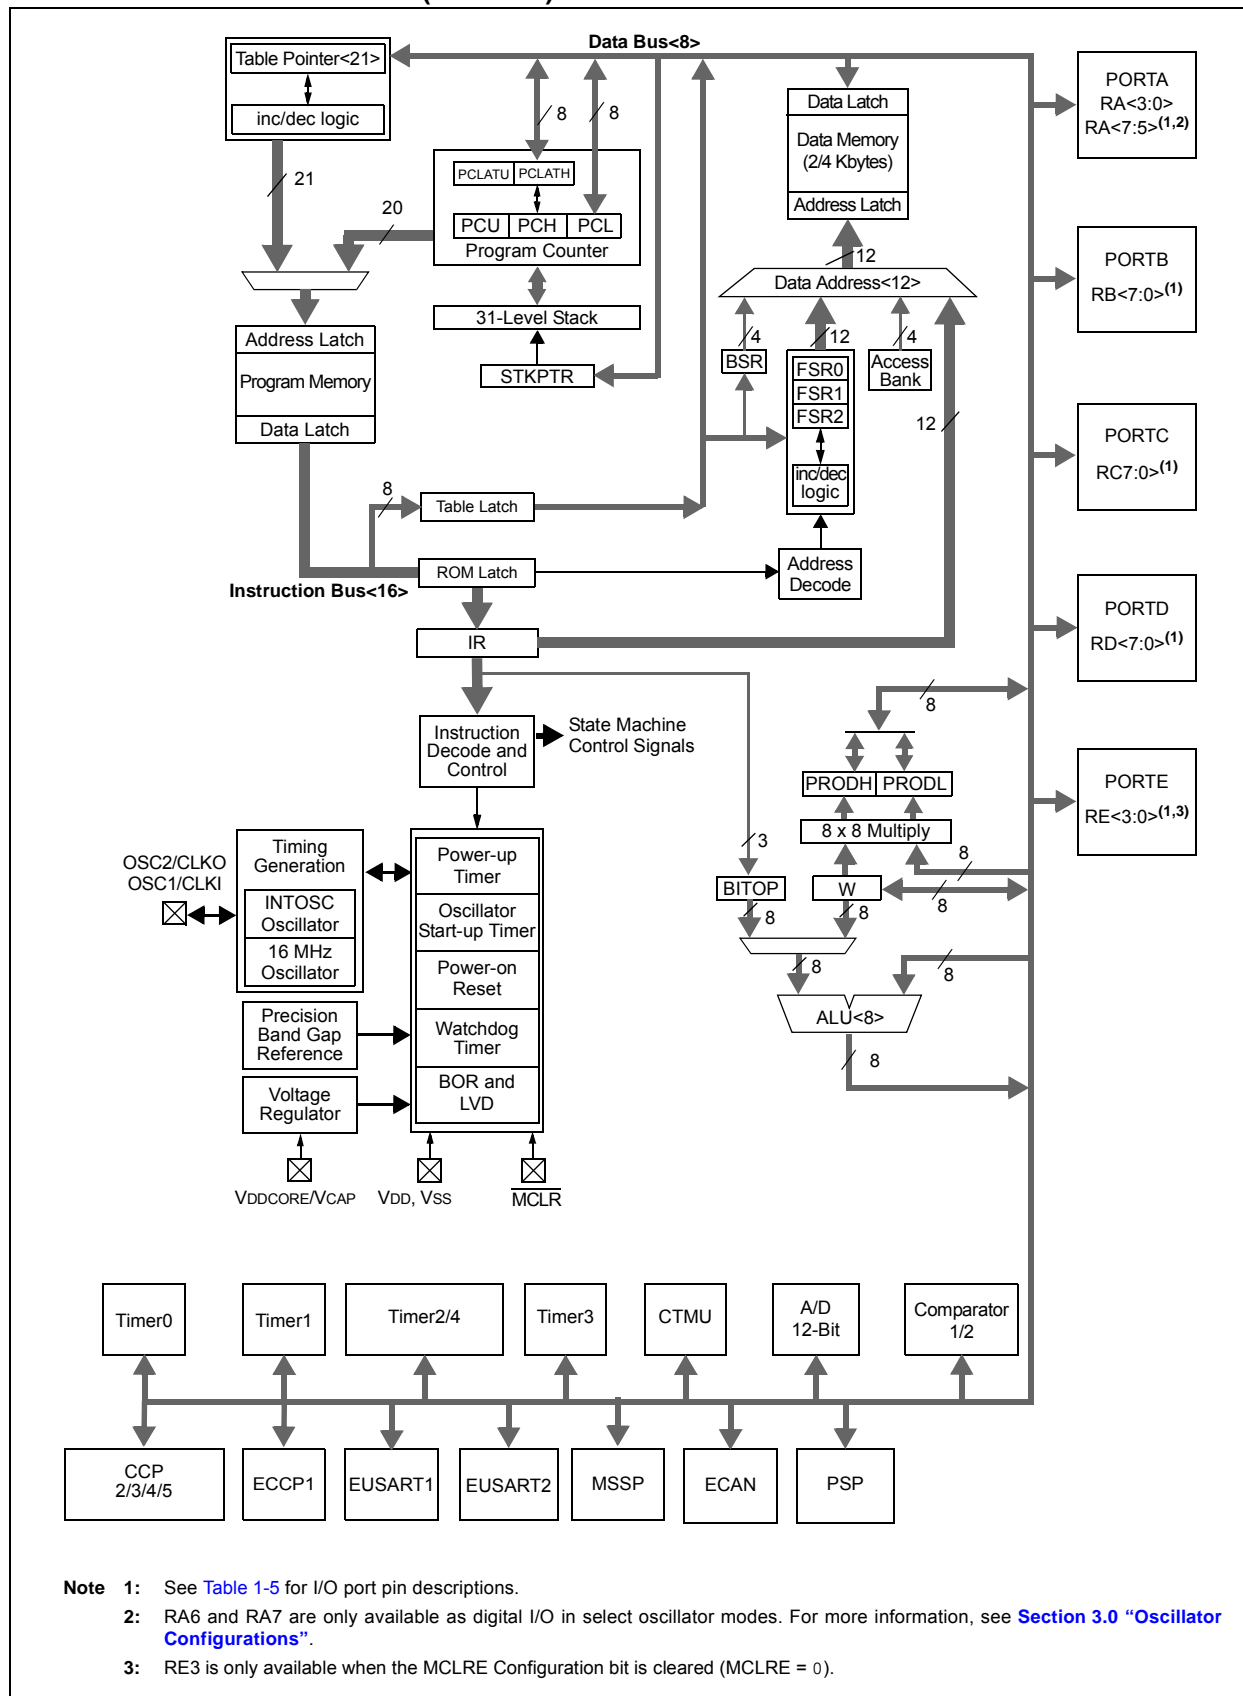 Data Bus<8>
Table Pointer<21>
inc/dec logic
21
20
8
8
PCLATU PCLATH
PCU PCH PCL
Program Counter
31-Level Stack
STKPTR
Address Latch
Program Memory
Data Latch
8
Table Latch
ROM Latch
Instruction Bus<16>
IR
Data Latch
Data Memory
(2/4 Kbytes)
Address Latch
12
Data Address<12>
4
12
4
BSR
FSR0
FSR1
FSR2
inc/dec
logic
Access
Bank
12
Address
Decode
PORTA
RA<3:0>
RA<7:5>(1,2)
PORTB
RB<7:0>(1)
PORTC
RC7:0>(1)
PORTD
RD<7:0>(1)
PORTE
RE<3:0>(1,3)
Instruction
Decode and
Control
State Machine
Control Signals
8
PRODH PRODL
8 x 8 Multiply
3
8
BITOP
W
8
8
8
8
8
ALU<8>
8
OSC2/CLKO
OSC1/CLKI
Timing
Generation
INTOSC
Oscillator
16 MHz
Oscillator
Power-up
Timer
Oscillator
Start-up Timer
Power-on
Reset
Watchdog
Timer
BOR and
LVD
Precision
Band Gap
Reference
Voltage
Regulator
VDDCORE/VCAP
VDD, VSS
MCLR
Timer0
Timer1
Timer2/4
Timer3
CTMU
A/D
12-Bit
Comparator
1/2
CCP
2/3/4/5
ECCP1
EUSART1
EUSART2
MSSP
ECAN
PSP
Note 1: See Table 1-5 for I/O port pin descriptions.
2: RA6 and RA7 are only available as digital I/O in select oscillator modes. For more information, see Section 3.0 “Oscillator
Configurations”.
3: RE3 is only available when the MCLRE Configuration bit is cleared (MCLRE = 0).